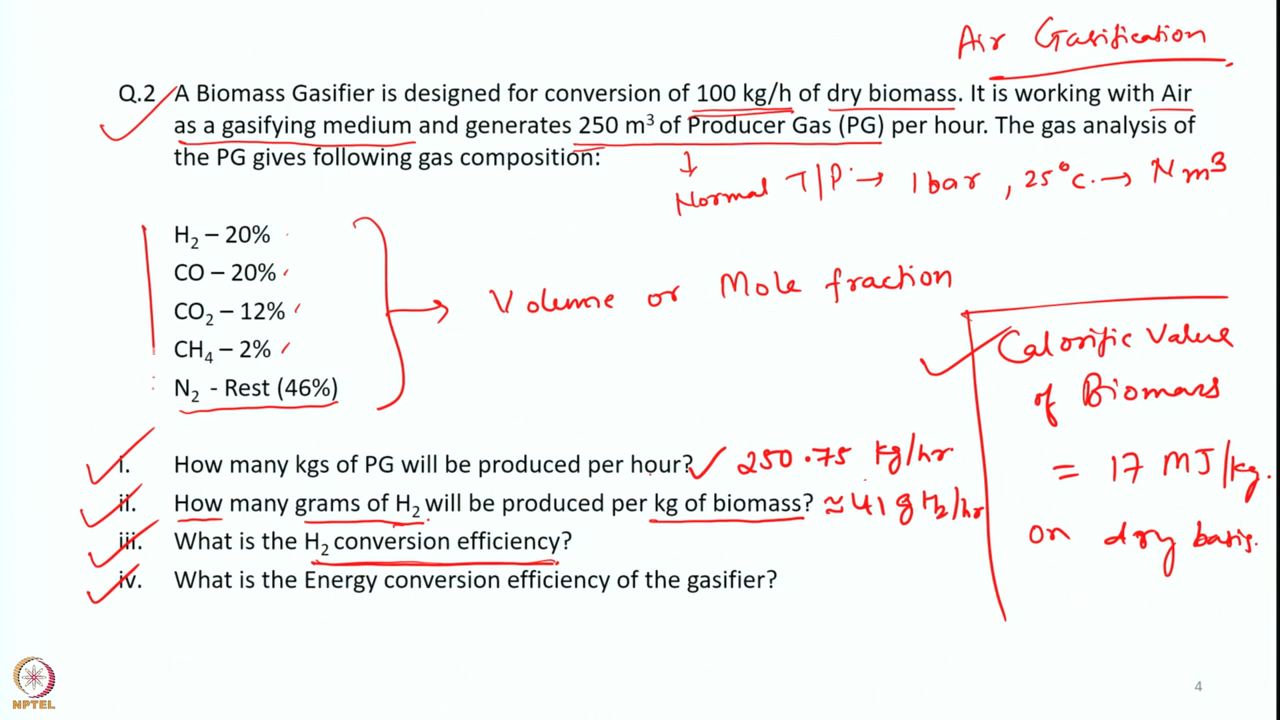 Air Gasification
Q.2 A Biomass Gasifier is designed for conversion of 100 kg/h of dry biomass. It is working with Air
as a gasifying medium and generates 250 m³ of Producer Gas (PG) per hour. The gas analysis of
the PG gives following gas composition:
Normal T/P → 1 bar, 25°C. → Nm³
H₂ – 20%
CO – 20%
CO₂ – 12%
CH₄ – 2%
N₂ - Rest (46%)
→ Volume or Mole fraction
Calorific Value
of Biomass
= 17 MJ/kg.
on dry basis.
i. How many kgs of PG will be produced per hour? 250.75 kg/hr
ii. How many grams of H₂ will be produced per kg of biomass? ≈ 41 g H₂/hr
iii. What is the H₂ conversion efficiency?
iv. What is the Energy conversion efficiency of the gasifier?
NPTEL
4